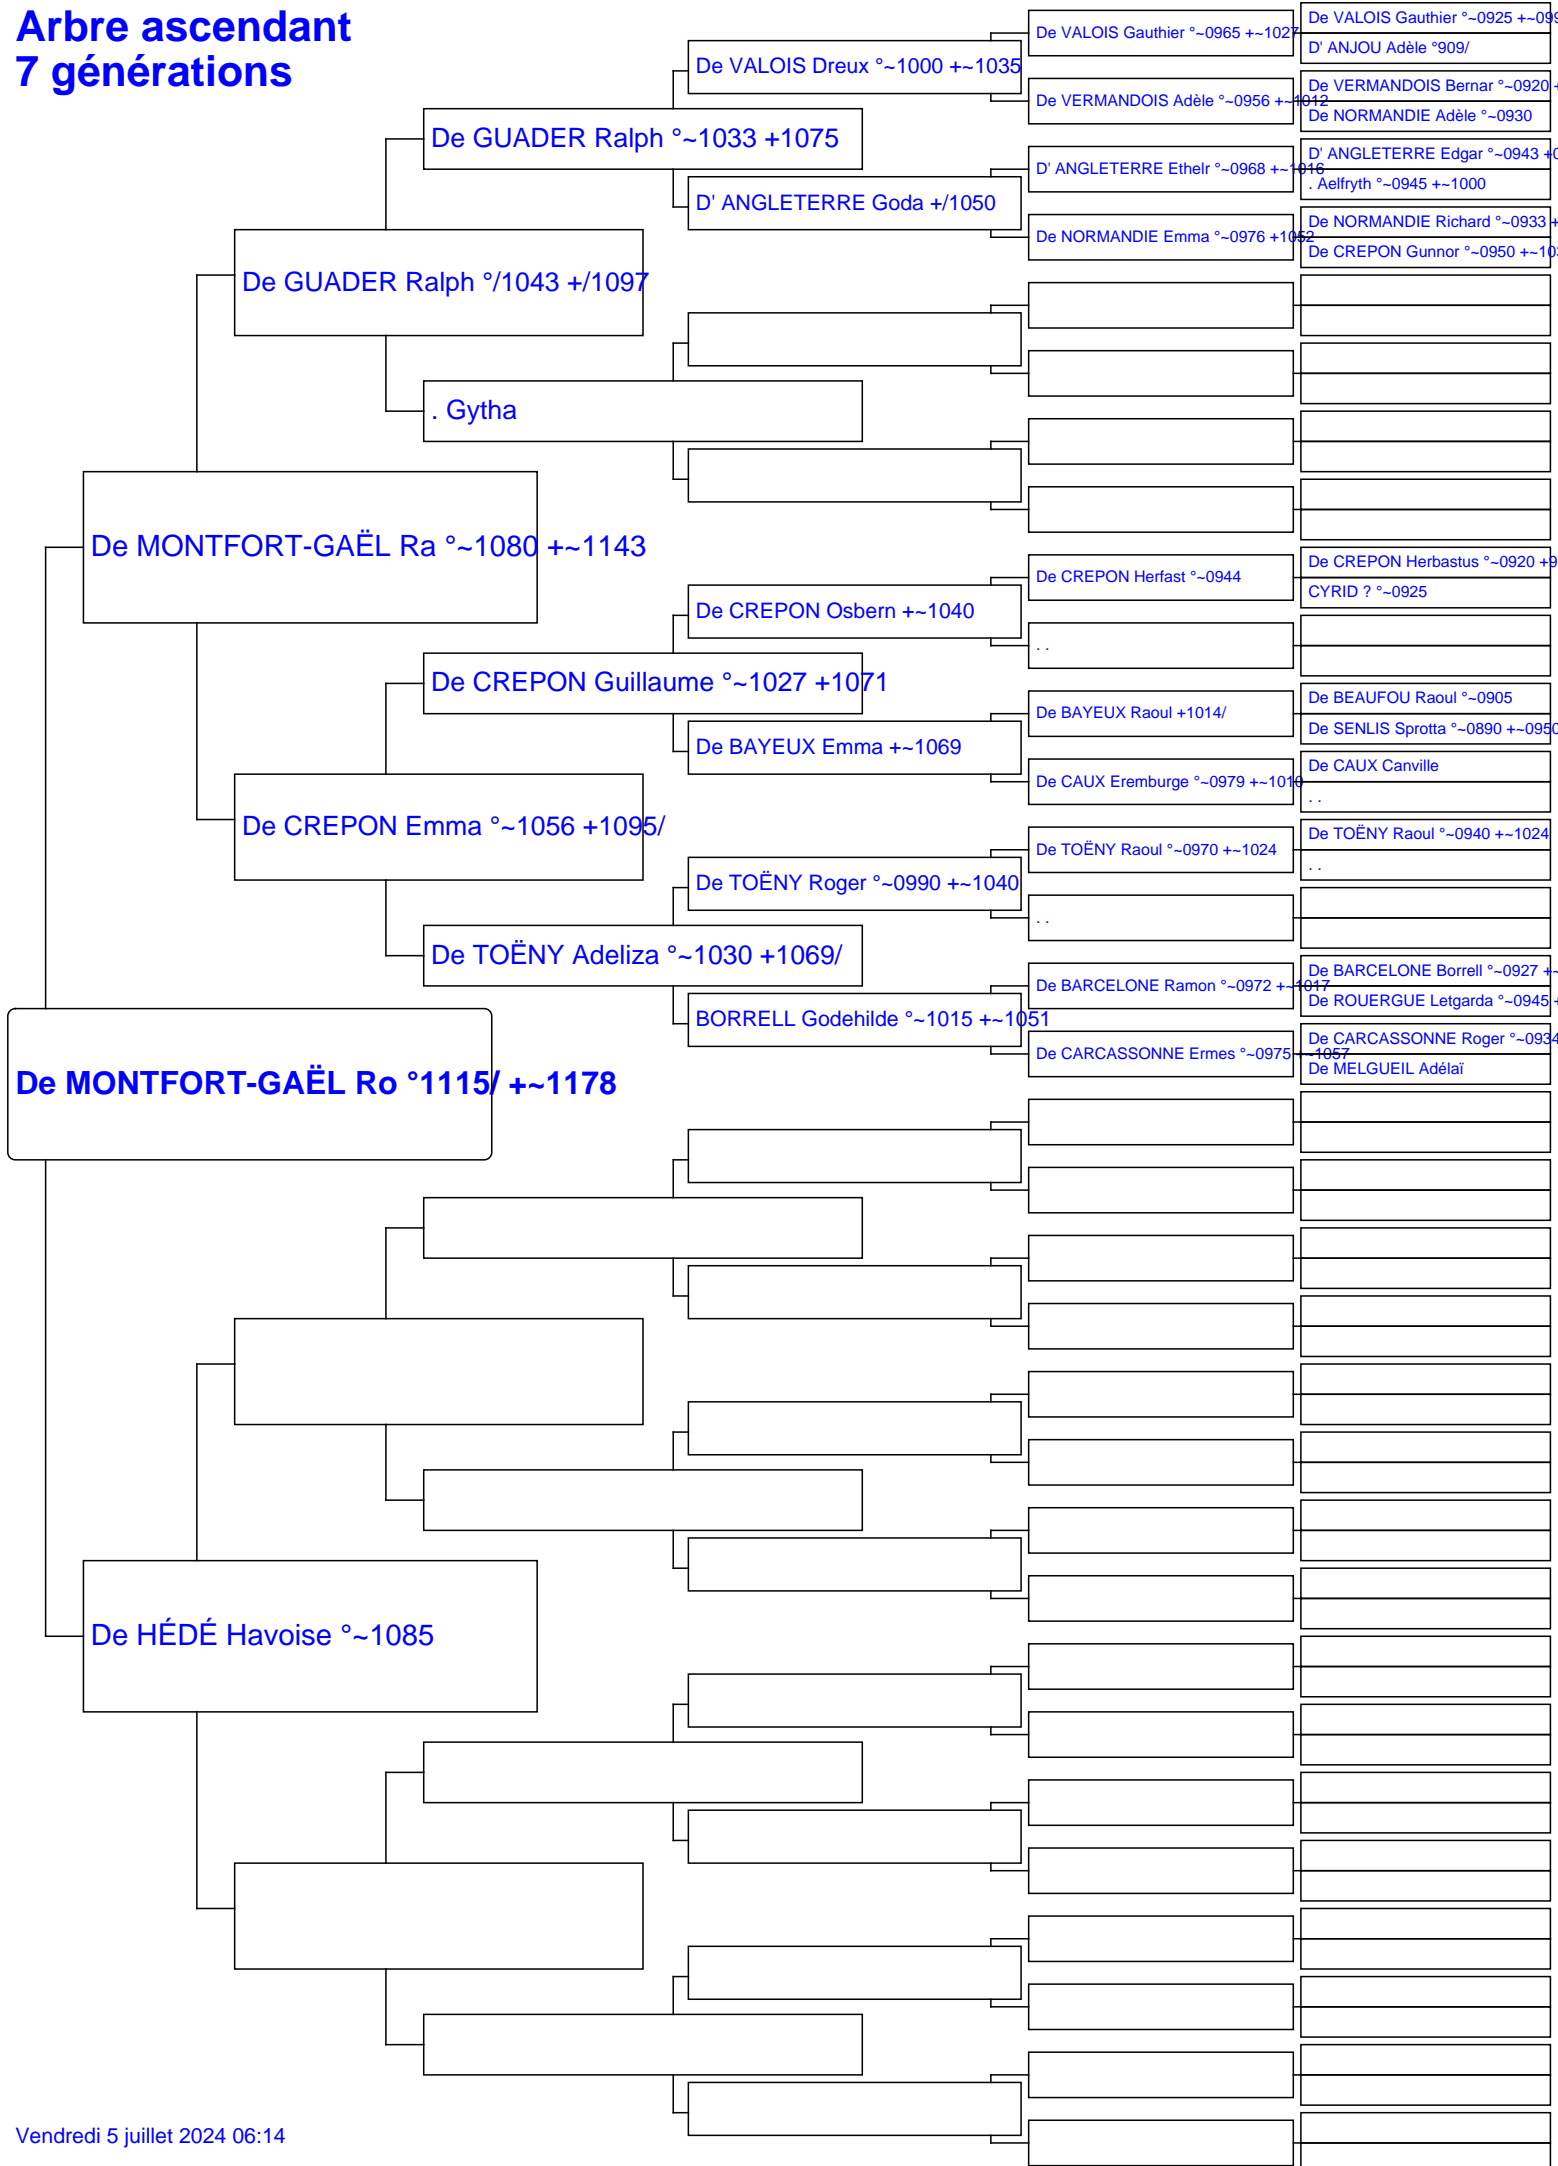 Arbre ascendant
7 générations
De MONTFORT-GAËL Ro °1115/ +~1178
De MONTFORT-GAËL Ra °~1080 +~1143
De HÉDÉ Havoise °~1085
De GUADER Ralph °/1043 +/1097
De CREPON Emma °~1056 +1095/
De GUADER Ralph °~1033 +1075
. Gytha
De CREPON Guillaume °~1027 +1071
De TOËNY Adeliza °~1030 +1069/
De VALOIS Dreux °~1000 +~1035
D' ANGLETERRE Goda +/1050
De CREPON Osbern +~1040
De BAYEUX Emma +~1069
De TOËNY Roger °~0990 +~1040
BORRELL Godehilde °~1015 +~1051
De VALOIS Gauthier °~0965 +~1027
De VERMANDOIS Adèle °~0956 +~1012
D' ANGLETERRE Ethelr °~0968 +~1016
De NORMANDIE Emma °~0976 +1052
De CREPON Herfast °~0944
. .
De BAYEUX Raoul +1014/
De CAUX Eremburge °~0979 +~1010
De TOËNY Raoul °~0970 +~1024
. .
De BARCELONE Ramon °~0972 +~1017
De CARCASSONNE Ermes °~0975 +~1057
De VALOIS Gauthier °~0925 +~099
D' ANJOU Adèle °909/
De VERMANDOIS Bernar °~0920 +
De NORMANDIE Adèle °~0930
D' ANGLETERRE Edgar °~0943 +0
. Aelfryth °~0945 +~1000
De NORMANDIE Richard °~0933 +
De CREPON Gunnor °~0950 +~103
De CREPON Herbastus °~0920 +9
CYRID ? °~0925
De BEAUFOU Raoul °~0905
De SENLIS Sprotta °~0890 +~0950
De CAUX Canville
. .
De TOËNY Raoul °~0940 +~1024
. .
De BARCELONE Borrell °~0927 +~
De ROUERGUE Letgarda °~0945 +
De CARCASSONNE Roger °~0934
De MELGUEIL Adélaï
Vendredi 5 juillet 2024 06:14